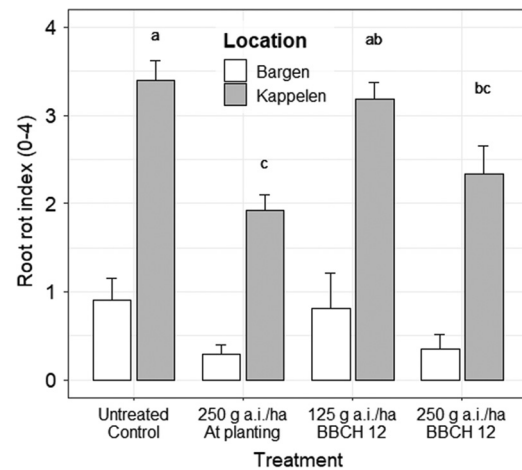 Root rot index (0-4)
4
3
2
1
0
Location
Bargen
Kappelen
a
c
ab
bc
Untreated
Control
250 g a.i./ha
At planting
125 g a.i./ha
BBCH 12
250 g a.i./ha
BBCH 12
Treatment